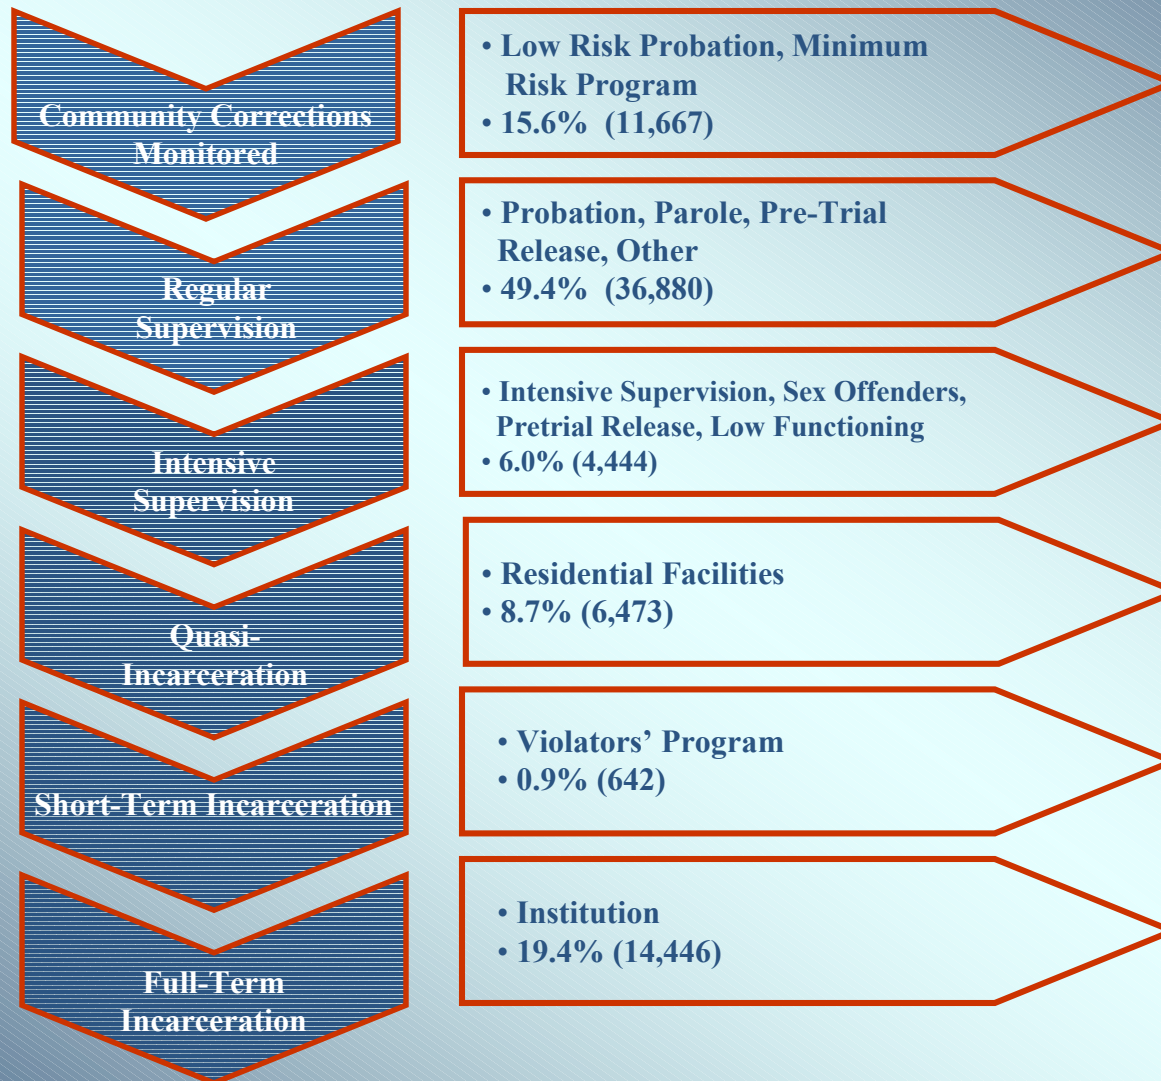 Community Corrections
Monitored
• Low Risk Probation, Minimum
Risk Program
• 15.6% (11,667)
Regular
Supervision
• Probation, Parole, Pre-Trial
Release, Other
• 49.4% (36,880)
Intensive
Supervision
• Intensive Supervision, Sex Offenders,
Pretrial Release, Low Functioning
• 6.0% (4,444)
Quasi-
Incarceration
• Residential Facilities
• 8.7% (6,473)
Short-Term Incarceration
• Violators’ Program
• 0.9% (642)
Full-Term
Incarceration
• Institution
• 19.4% (14,446)